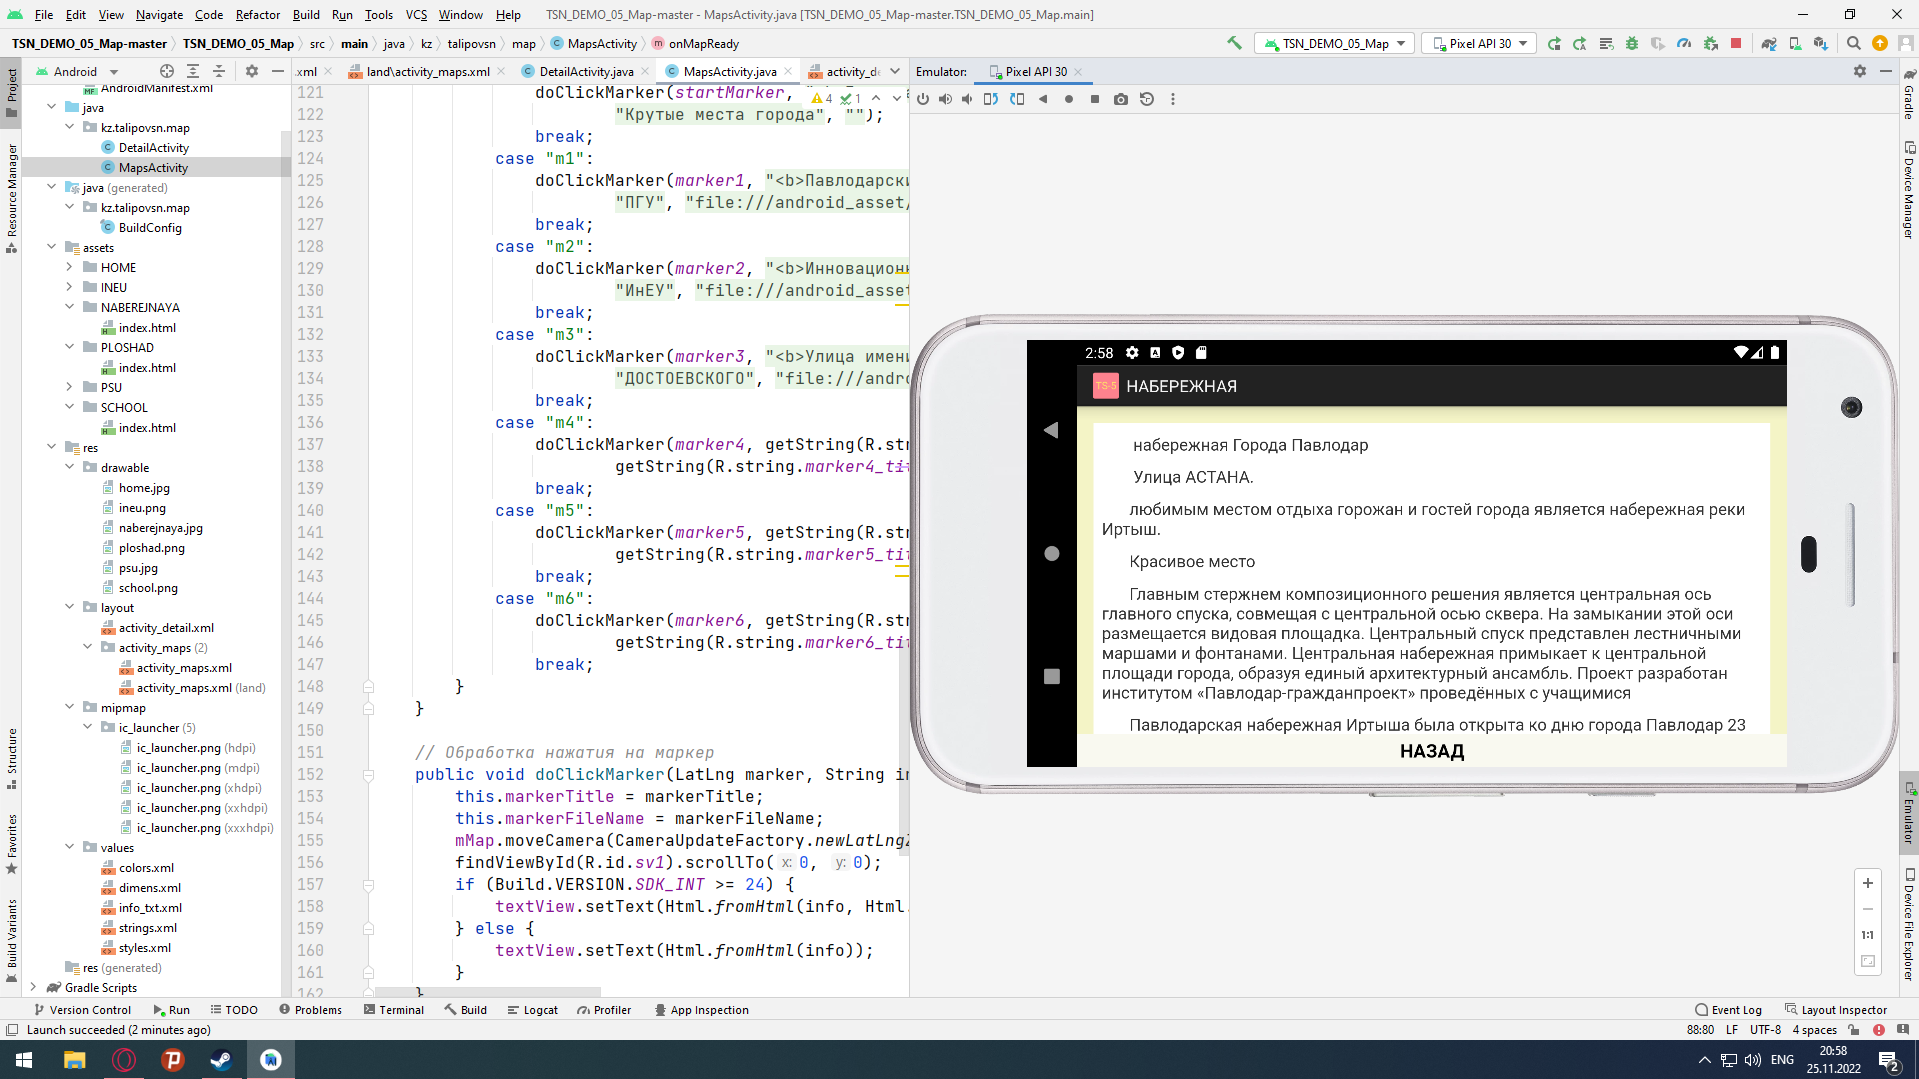 File Edit View Navigate Code Refactor Build Run Tools VCS Window Help TSN_DEMO_05_Map-master - MapsActivity.java [TSN_DEMO_05_Map-master.TSN_DEMO_05_Map.main]
TSN_DEMO_05_Map-master TSN_DEMO_05_Map src main java kz talipovsn map MapsActivity onMapReady TSN_DEMO_05_Map Pixel API 30
Project
Resource Manager
Structure
Favorites
Build Variants
Android
AndroidManifest.xml
java
kz.talipovsn.map
DetailActivity
MapsActivity
java (generated)
kz.talipovsn.map
BuildConfig
assets
HOME
INEU
NABEREJNAYA
index.html
PLOSHAD
index.html
PSU
SCHOOL
index.html
res
drawable
home.jpg
ineu.png
naberejnaya.jpg
ploshad.png
psu.jpg
school.png
layout
activity_detail.xml
activity_maps (2)
activity_maps.xml
activity_maps.xml (land)
mipmap
ic_launcher (5)
ic_launcher.png (hdpi)
ic_launcher.png (mdpi)
ic_launcher.png (xhdpi)
ic_launcher.png (xxhdpi)
ic_launcher.png (xxxhdpi)
values
colors.xml
dimens.xml
info_txt.xml
strings.xml
styles.xml
res (generated)
Gradle Scripts
.xml land\activity_maps.xml DetailActivity.java MapsActivity.java activity_de
4 1
121 doClickMarker(startMarker,
122 "Крутые места города", "");
123 break;
124 case "m1":
125 doClickMarker(marker1, "<b>Павлодарски
126 "ПГУ", "file:///android_asset/
127 break;
128 case "m2":
129 doClickMarker(marker2, "<b>Инновационн
130 "ИнЕУ", "file:///android_asset
131 break;
132 case "m3":
133 doClickMarker(marker3, "<b>Улица имени
134 "ДОСТОЕВСКОГО", "file:///andro
135 break;
136 case "m4":
137 doClickMarker(marker4, getString(R.str
138 getString(R.string.marker4_tit
139 break;
140 case "m5":
141 doClickMarker(marker5, getString(R.str
142 getString(R.string.marker5_tit
143 break;
144 case "m6":
145 doClickMarker(marker6, getString(R.str
146 getString(R.string.marker6_tit
147 break;
148 }
149 }
150
151 // Обработка нажатия на маркер
152 public void doClickMarker(LatLng marker, String in
153 this.markerTitle = markerTitle;
154 this.markerFileName = markerFileName;
155 mMap.moveCamera(CameraUpdateFactory.newLatLngZ
156 findViewById(R.id.sv1).scrollTo( x: 0, y: 0);
157 if (Build.VERSION.SDK_INT >= 24) {
158 textView.setText(Html.fromHtml(info, Html.
159 } else {
160 textView.setText(Html.fromHtml(info));
161 }
162 }
Emulator: Pixel API 30
2:58
TS-5 НАБЕРЕЖНАЯ
набережная Города Павлодар
Улица АСТАНА.
любимым местом отдыха горожан и гостей города является набережная реки
Иртыш.
Красивое место
Главным стержнем композиционного решения является центральная ось
главного спуска, совмещая с центральной осью сквера. На замыкании этой оси
размещается видовая площадка. Центральный спуск представлен лестничными
маршами и фонтанами. Центральная набережная примыкает к центральной
площади города, образуя единый архитектурный ансамбль. Проект разработан
институтом «Павлодар-гражданпроект» проведённых с учащимися
Павлодарская набережная Иртыша была открыта ко дню города Павлодар 23
НАЗАД
1:1
Gradle
Device Manager
Emulator
Device File Explorer
Version Control Run TODO Problems Terminal Build Logcat Profiler App Inspection Event Log Layout Inspector
Launch succeeded (2 minutes ago) 88:80 LF UTF-8 4 spaces
ENG 20:58
25.11.2022 2